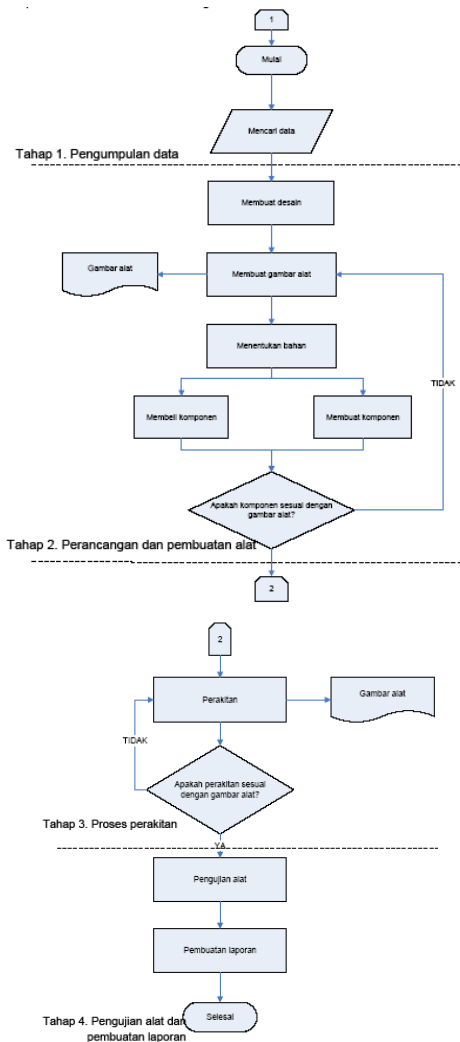 1
Mulai
Mencari data
Tahap 1. Pengumpulan data
Membuat desain
Gambar alat
Membuat gambar alat
Menentukan bahan
TIDAK
Membeli komponen
Membuat komponen
Apakah komponen sesuai dengan
gambar alat?
Tahap 2. Perancangan dan pembuatan alat
2
2
Perakitan
Gambar alat
TIDAK
Apakah perakitan sesuai
dengan gambar alat?
Tahap 3. Proses perakitan
YA
Pengujian alat
Pembuatan laporan
Selesai
Tahap 4. Pengujian alat dan
pembuatan laporan